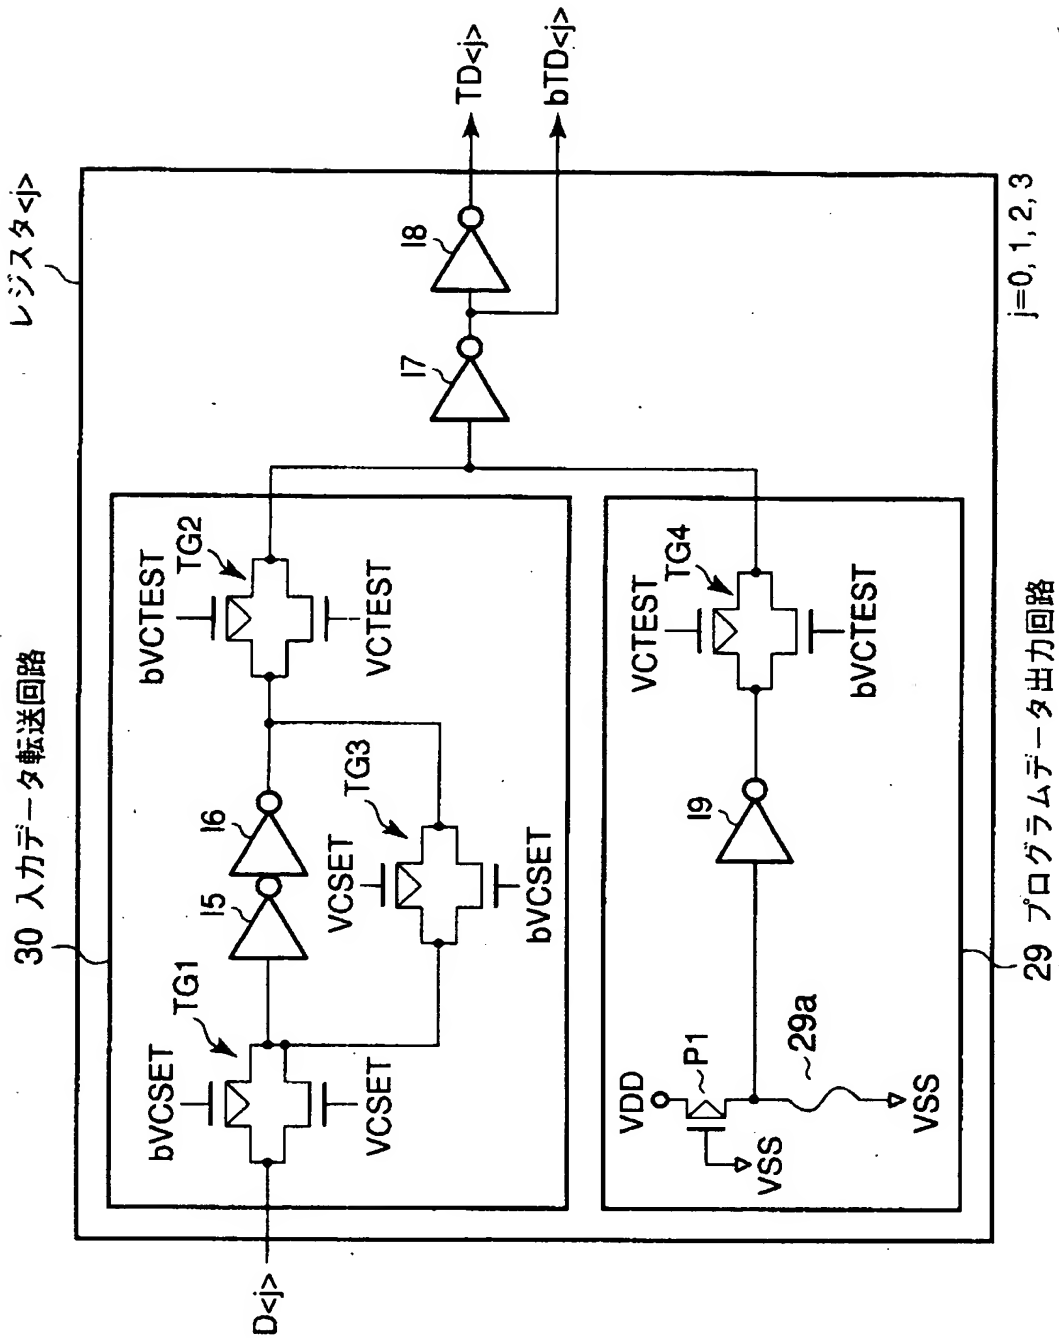 レジスタ<j>
30 入力データ転送回路
bVCSET
TG1
VCSET
I5
I6
VCSET
TG3
bVCSET
bVCTEST
TG2
VCTEST
D<j>
I7
I8
TD<j>
bTD<j>
VDD
P1
VSS
29a
VSS
I9
VCTEST
TG4
bVCTEST
29 プログラムデータ出力回路
j=0, 1, 2, 3